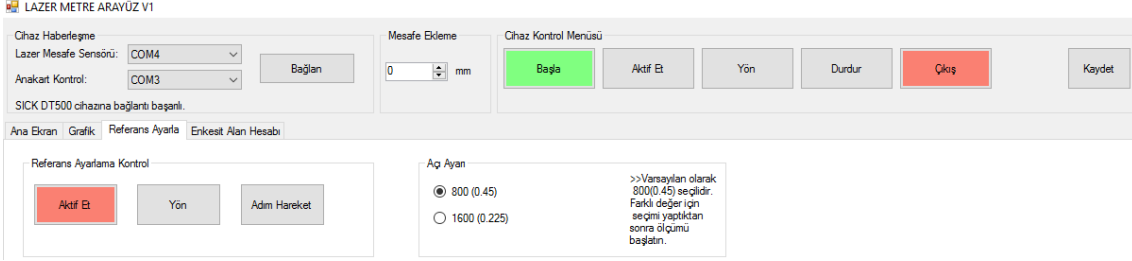 LAZER METRE ARAYÜZ V1
Cihaz Haberleşme
Lazer Mesafe Sensörü: COM4
Anakart Kontrol: COM3
Bağlan
SICK DT500 cihazına bağlantı başarılı.
Mesafe Ekleme
0 mm
Cihaz Kontrol Menüsü
Başla Aktif Et Yön Durdur Çıkış Kaydet
Ana Ekran Grafik Referans Ayarla Enkesit Alan Hesabı
Referans Ayarlama Kontrol
Aktif Et Yön Adım Hareket
Açı Ayarı
800 (0.45)
1600 (0.225)
>>Varsayılan olarak
800(0.45) seçilidir.
Farklı değer için
seçimi yaptıktan
sonra ölçümü
başlatın.